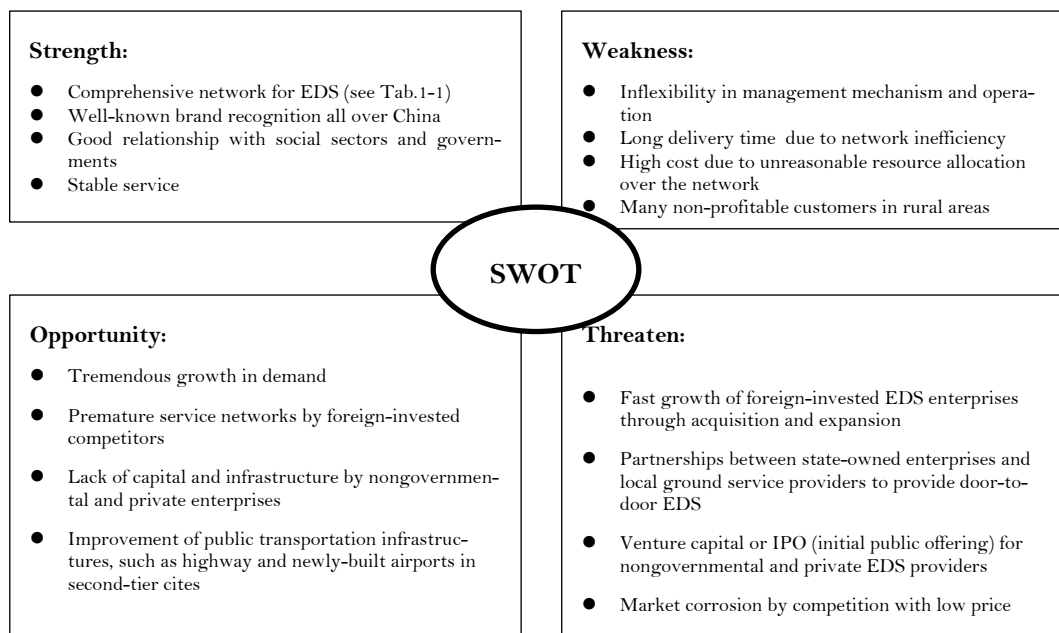 Strength:
● Comprehensive network for EDS (see Tab.1-1)
● Well-known brand recognition all over China
● Good relationship with social sectors and govern-
ments
● Stable service
Weakness:
● Inflexibility in management mechanism and opera-
tion
● Long delivery time due to network inefficiency
● High cost due to unreasonable resource allocation
over the network
● Many non-profitable customers in rural areas
SWOT
Opportunity:
● Tremendous growth in demand
● Premature service networks by foreign-invested
competitors
● Lack of capital and infrastructure by nongovernmen-
tal and private enterprises
● Improvement of public transportation infrastruc-
tures, such as highway and newly-built airports in
second-tier cites
Threaten:
● Fast growth of foreign-invested EDS enterprises
through acquisition and expansion
● Partnerships between state-owned enterprises and
local ground service providers to provide door-to-
door EDS
● Venture capital or IPO (initial public offering) for
nongovernmental and private EDS providers
● Market corrosion by competition with low price